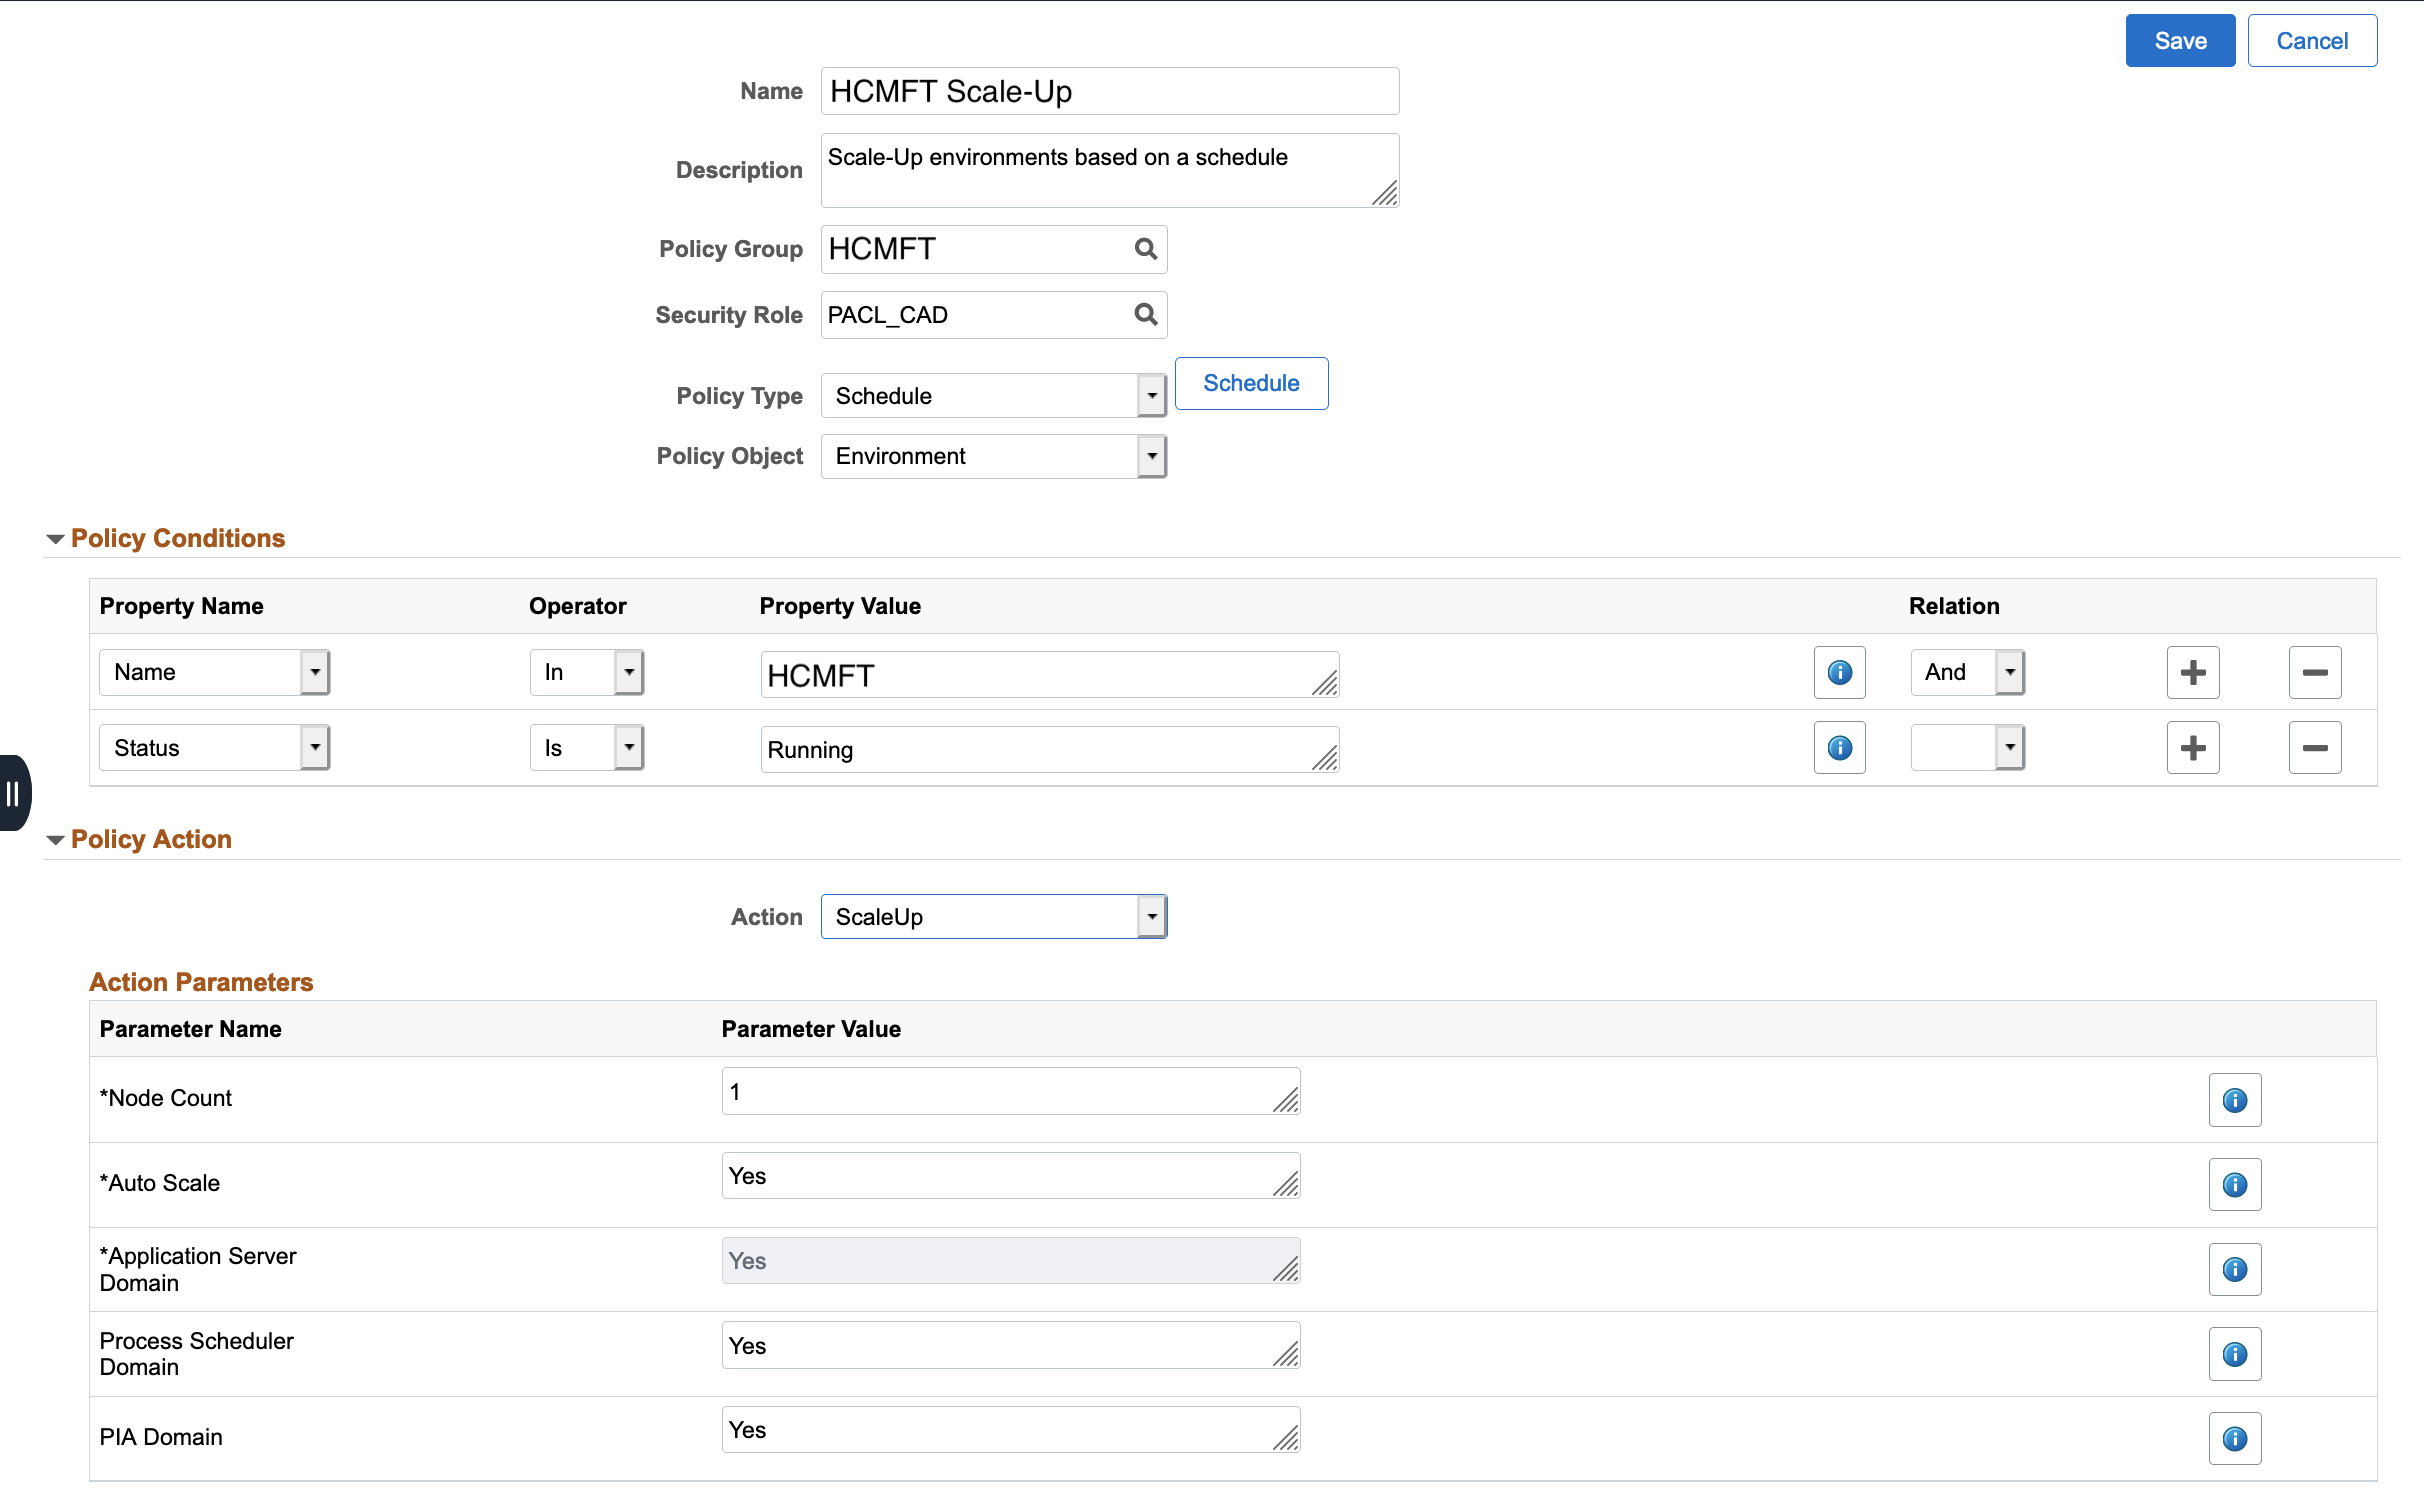 Save Cancel
Name HCMFT Scale-Up
Description Scale-Up environments based on a schedule
Policy Group HCMFT
Security Role PACL_CAD
Policy Type Schedule Schedule
Policy Object Environment
Policy Conditions
Property Name Operator Property Value Relation
Name In HCMFT And
Status Is Running
Policy Action
Action ScaleUp
Action Parameters
Parameter Name Parameter Value
*Node Count 1
*Auto Scale Yes
*Application Server
Domain
Yes
Process Scheduler
Domain
Yes
PIA Domain Yes